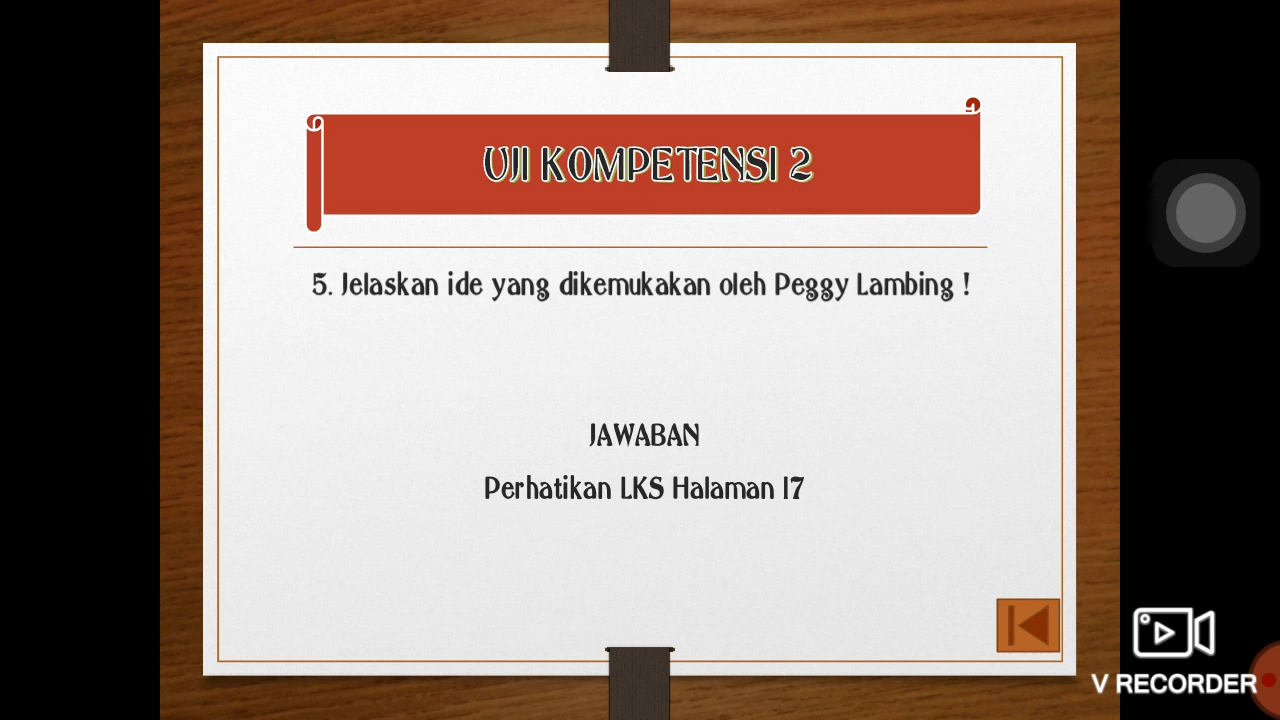 UJI KOMPETENSI 2
5. Jelaskan ide yang dikemukakan oleh Peggy Lambing !
JAWABAN
Perhatikan LKS Halaman 17
V RECORDER